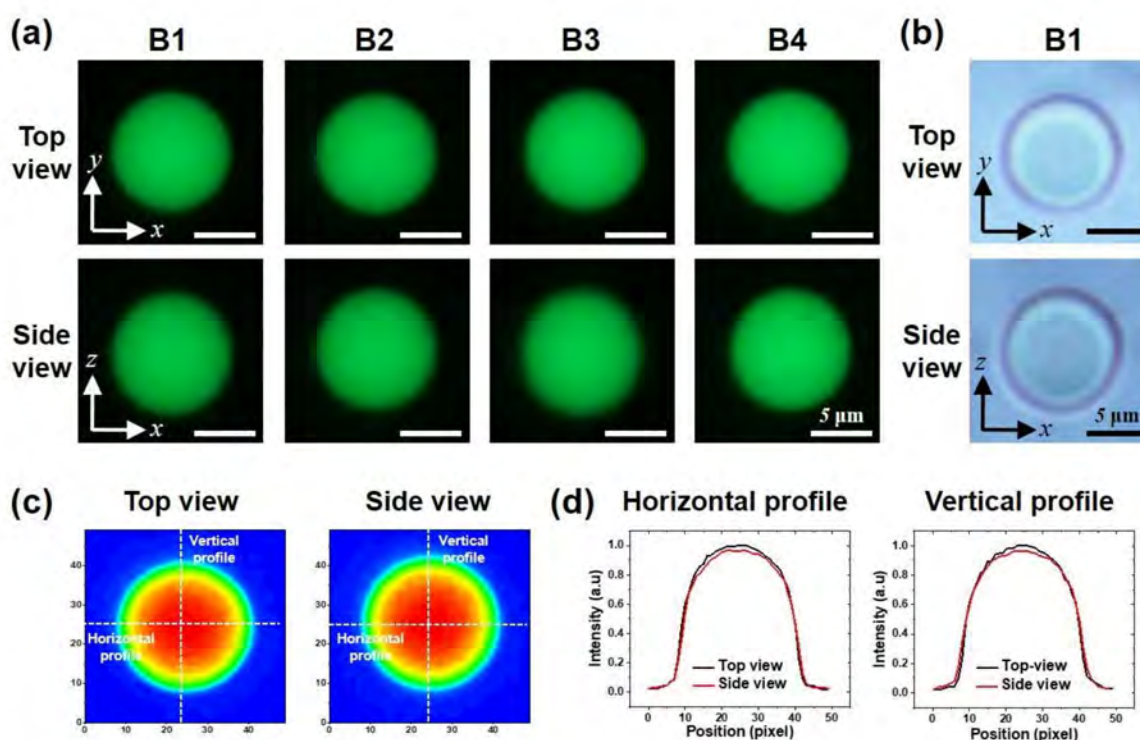 (a)
B1 B2 B3 B4
Top
view
y
x
Side
view
z
x
5 μm
(b)
B1
Top
view
y
x
Side
view
z
x
5 μm
(c)
Top view Side view
Vertical
profile
Horizontal
profile
40
30
20
10
0
0 20 40
Vertical
profile
Horizontal
profile
40
30
20
10
0
0 10 20 30 40
(d)
Horizontal profile Vertical profile
Intensity (a.u)
1.0
0.8
0.6
0.4
0.2
0.0
Top view
Side view
0 10 20 30 40 50
Position (pixel)
Intensity (a.u)
1.0
0.8
0.6
0.4
0.2
0.0
Top-view
Side view
0 10 20 30 40 50
Position (pixel)